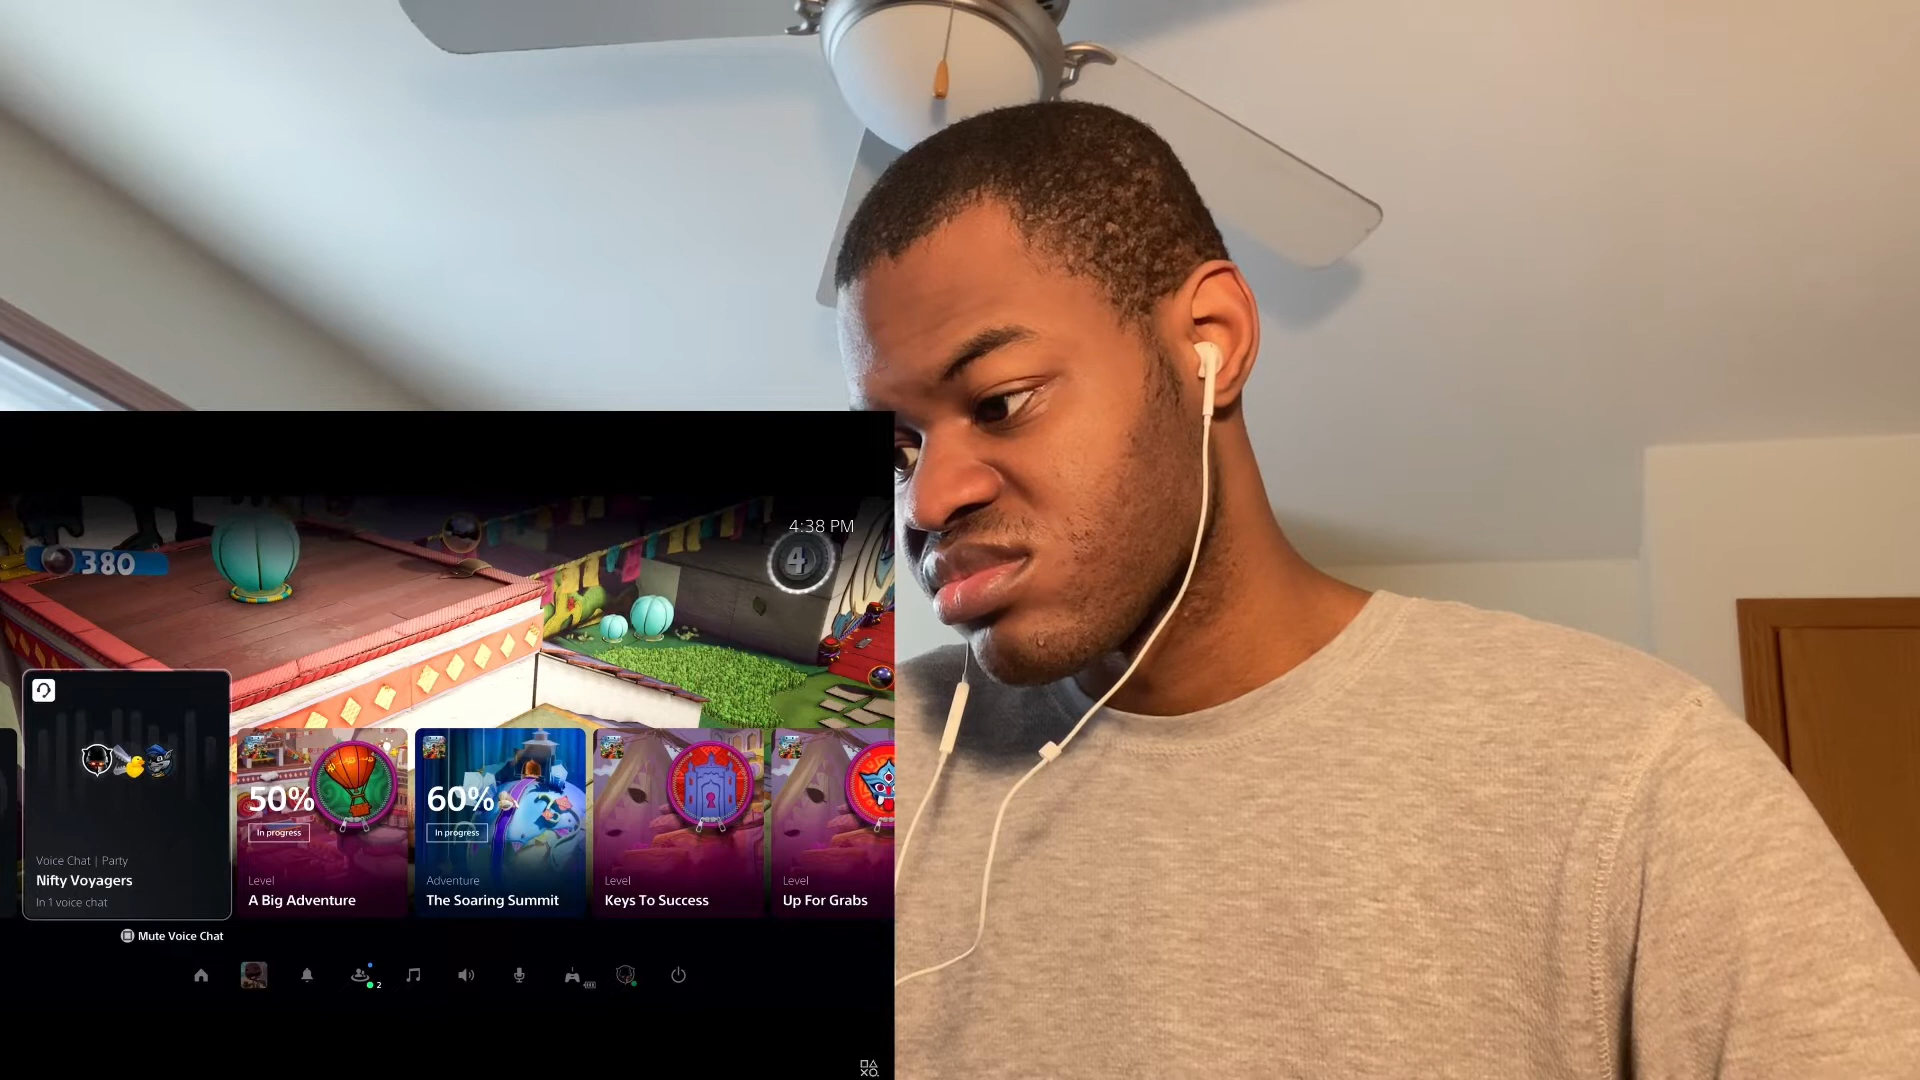 4:38 PM
380
4
50%
In progress
Level
A Big Adventure
60%
In progress
Adventure
The Soaring Summit
Level
Keys To Success
Level
Up For Grabs
Voice Chat | Party
Nifty Voyagers
In 1 voice chat
Mute Voice Chat
2